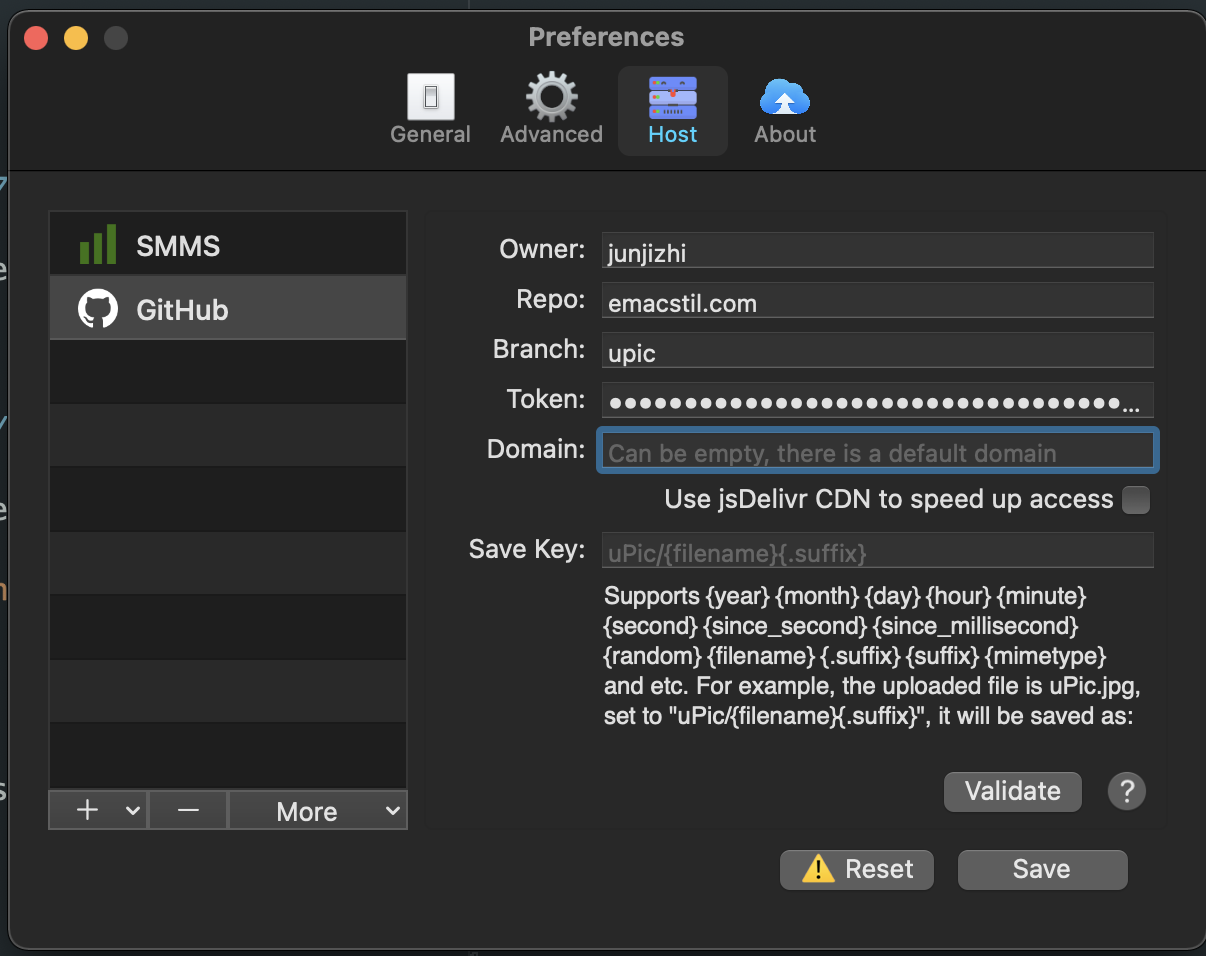 Preferences
General
Advanced
Host
About
SMMS
GitHub
Owner: junjizhi
Repo: emacstil.com
Branch: upic
Token: ●●●●●●●●●●●●●●●●●●●●●●●●●●●●●●●●●●...
Domain: Can be empty, there is a default domain
Use jsDelivr CDN to speed up access
Save Key: uPic/{filename}{.suffix}
Supports {year} {month} {day} {hour} {minute}
{second} {since_second} {since_millisecond}
{random} {filename} {.suffix} {suffix} {mimetype}
and etc. For example, the uploaded file is uPic.jpg,
set to "uPic/{filename}{.suffix}", it will be saved as:
Validate
?
+
−
More
Reset
Save